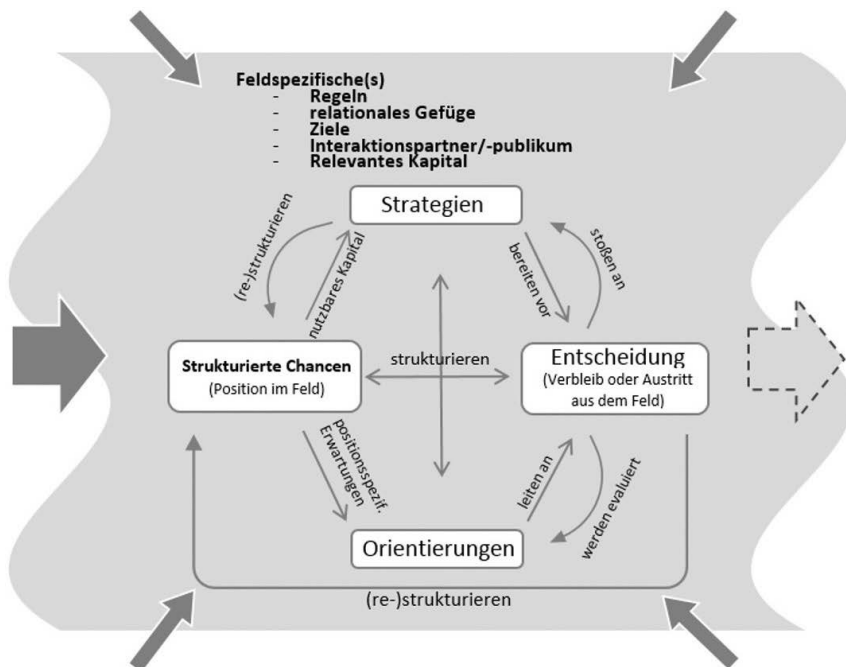 Feldspezifische(s)
- Regeln
- relationales Gefüge
- Ziele
- Interaktionspartner/-publikum
- Relevantes Kapital
Strategien
(re-)strukturieren
nutzbares Kapital
bereiten vor
stoßen an
Strukturierte Chancen
(Position im Feld)
strukturieren
Entscheidung
(Verbleib oder Austritt
aus dem Feld)
positionsspezif.
Erwartungen
leiten an
werden evaluiert
Orientierungen
(re-)strukturieren